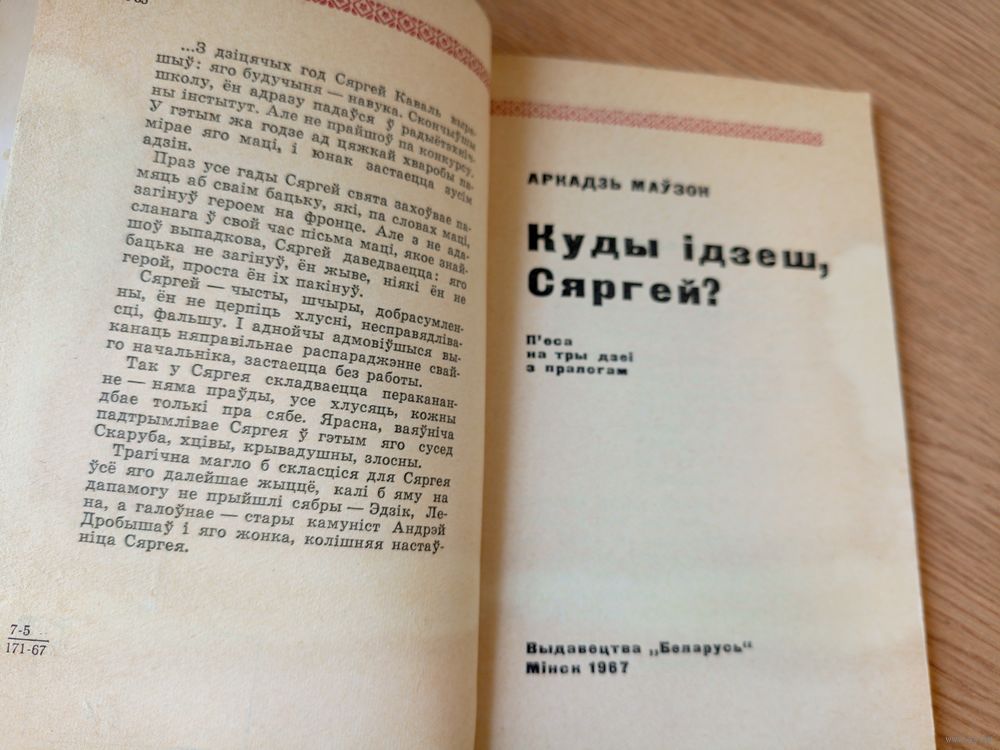 ...З дзіцячых год Сяргей Каваль выра-
шыў: яго будучыня — навука. Скончыўшы
школу, ён адразу падаўся ў радыётэхніч-
ны інстытут. Але не прайшоў па конкурсу.
У гэтым жа годзе ад цяжкай хваробы па-
мірае яго маці, і юнак застаецца зусім
адзін.
Праз усе гады Сяргей свята захоўвае па-
мяць аб сваім бацьку, які, па словах маці,
загінуў героем на фронце. Але з не ада-
сланага ў свой час пісьма маці, якое знай-
шоў выпадкова, Сяргей даведваецца: яго
бацька не загінуў, ён жыве, ніякі ён не
герой, проста ён іх пакінуў.
Сяргей — чысты, шчыры, добрасумлен-
ны, ён не церпіць хлусні, несправядліва-
сці, фальшу. І аднойчы адмовіўшыся вы-
канаць няправільнае распараджэнне свай-
го начальніка, застаецца без работы.
Так у Сяргея складваецца перакананне-
не — няма праўды, усе хлусяць, кожны
дбае толькі пра сябе. Ярасна, ваяўніча
падтрымлівае Сяргея ў гэтым яго сусед
Скаруба, хцівы, крывадушны, злосны.
Трагічна магло б скласціся для Сяргея
ўсё яго далейшае жыццё, калі б яму на
дапамогу не прыйшлі сябры — Эдзік, Ле-
на, а галоўнае — стары камуніст Андрэй
Дробышаў і яго жонка, колішняя настаў-
ніца Сяргея.
7-5
171-67
АРКАДЗЬ МАЎЗОН
Куды ідзеш,
Сяргей?
П'еса
на тры дзеі
з пралогам
Выдавецтва „Беларусь“
Мінск 1967